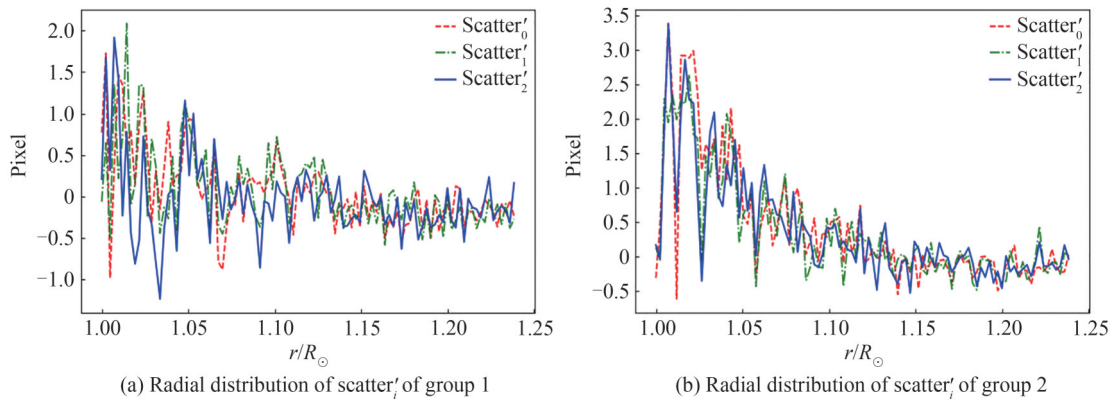 2.0
1.5
1.0
0.5
0
−0.5
−1.0
Pixel
Scatter′₀
Scatter′₁
Scatter′₂
1.00 1.05 1.10 1.15 1.20 1.25
r/R☉
(a) Radial distribution of scatter′ᵢ of group 1
3.5
3.0
2.5
2.0
1.5
1.0
0.5
0
−0.5
Pixel
Scatter′₀
Scatter′₁
Scatter′₂
1.00 1.05 1.10 1.15 1.20 1.25
r/R☉
(b) Radial distribution of scatter′ᵢ of group 2